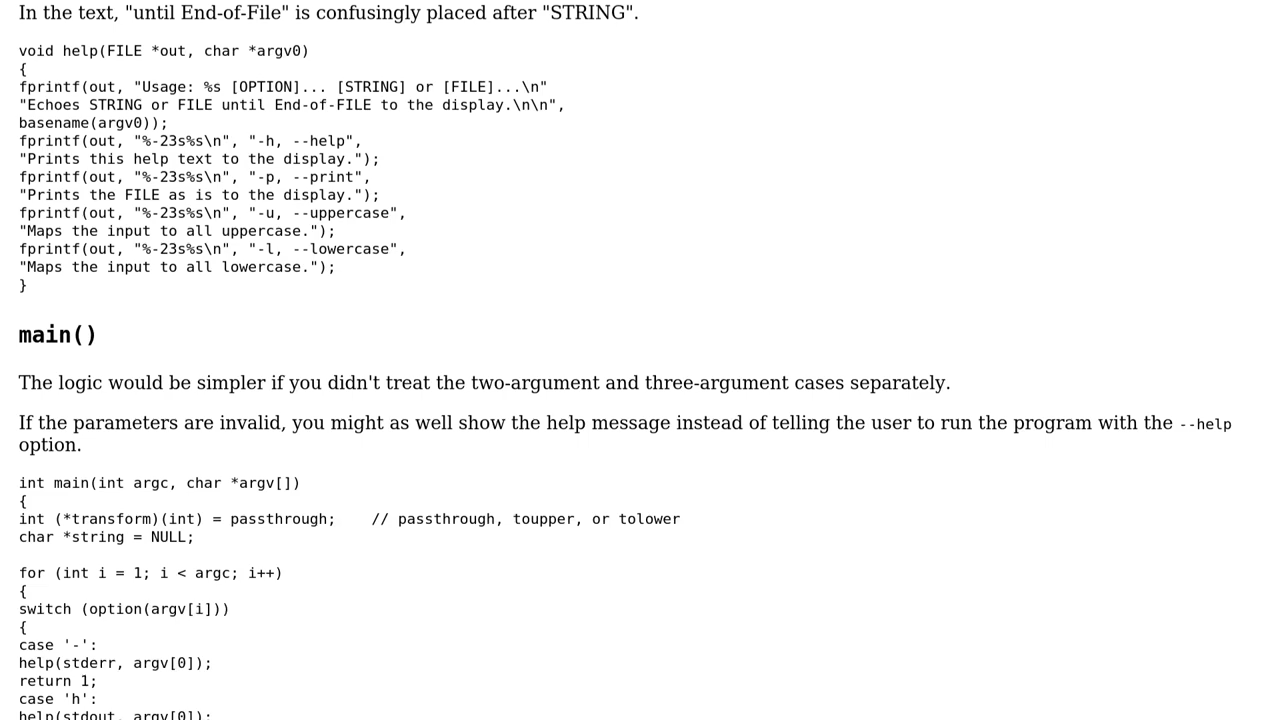 In the text, "until End-of-File" is confusingly placed after "STRING".
void help(FILE *out, char *argv0)
{
fprintf(out, "Usage: %s [OPTION]... [STRING] or [FILE]...\n"
"Echoes STRING or FILE until End-of-FILE to the display.\n\n",
basename(argv0));
fprintf(out, "%-23s%s\n", "-h, --help",
"Prints this help text to the display.");
fprintf(out, "%-23s%s\n", "-p, --print",
"Prints the FILE as is to the display.");
fprintf(out, "%-23s%s\n", "-u, --uppercase",
"Maps the input to all uppercase.");
fprintf(out, "%-23s%s\n", "-l, --lowercase",
"Maps the input to all lowercase.");
}
main()
The logic would be simpler if you didn't treat the two-argument and three-argument cases separately.
If the parameters are invalid, you might as well show the help message instead of telling the user to run the program with the --help
option.
int main(int argc, char *argv[])
{
int (*transform)(int) = passthrough;    // passthrough, toupper, or tolower
char *string = NULL;
for (int i = 1; i < argc; i++)
{
switch (option(argv[i]))
{
case '-':
help(stderr, argv[0]);
return 1;
case 'h':
help(stdout, argv[0]);